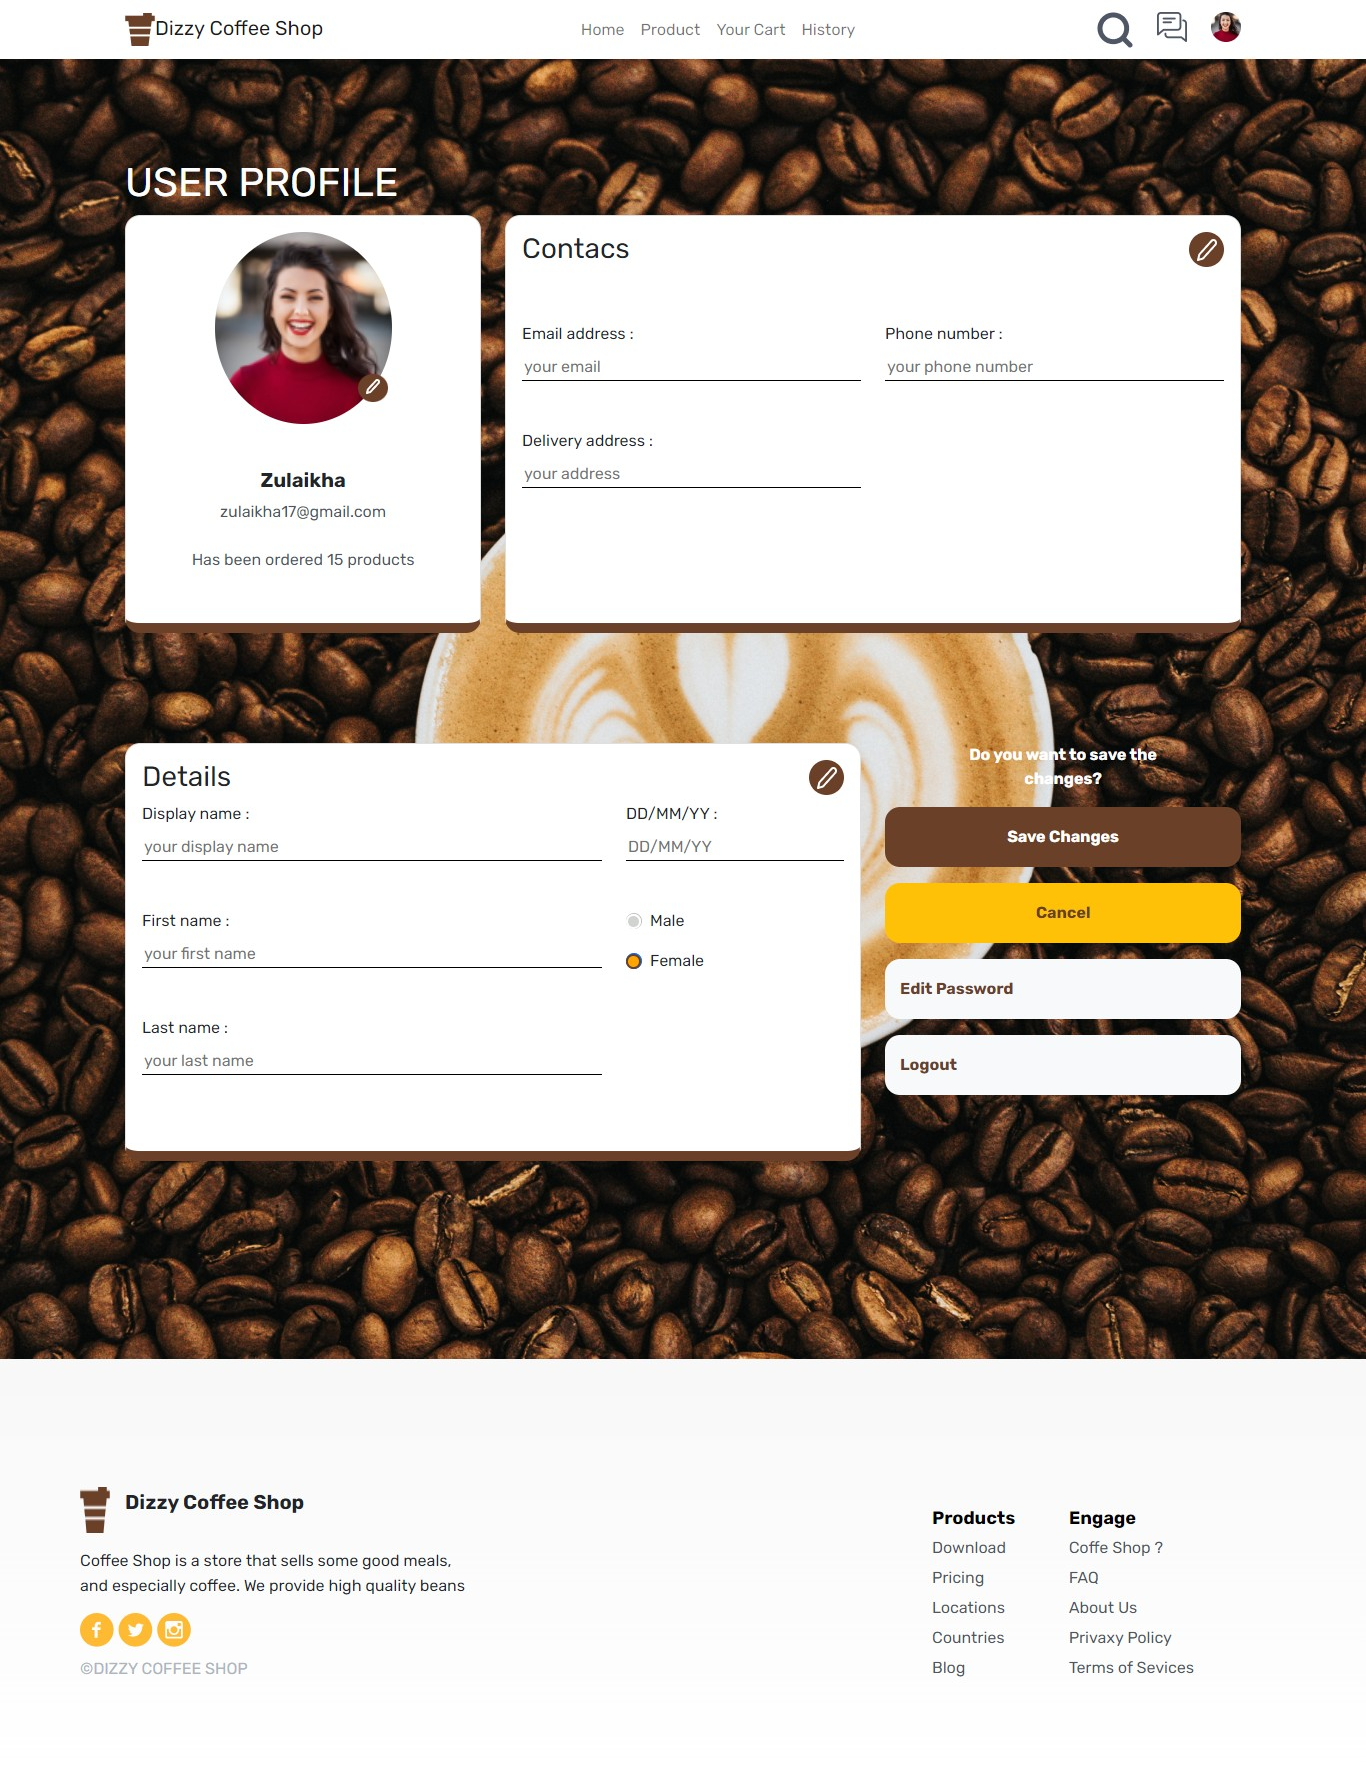 Dizzy Coffee Shop
Home Product Your Cart History
USER PROFILE
Zulaikha
zulaikha17@gmail.com
Has been ordered 15 products
Contacs
Email address :
your email
Phone number :
your phone number
Delivery address :
your address
Details
Display name :
your display name
DD/MM/YY :
DD/MM/YY
First name :
your first name
Male
Female
Last name :
your last name
Do you want to save the
changes?
Save Changes
Cancel
Edit Password
Logout
Dizzy Coffee Shop
Coffee Shop is a store that sells some good meals,
and especially coffee. We provide high quality beans
©DIZZY COFFEE SHOP
Products
Download
Pricing
Locations
Countries
Blog
Engage
Coffe Shop ?
FAQ
About Us
Privaxy Policy
Terms of Sevices